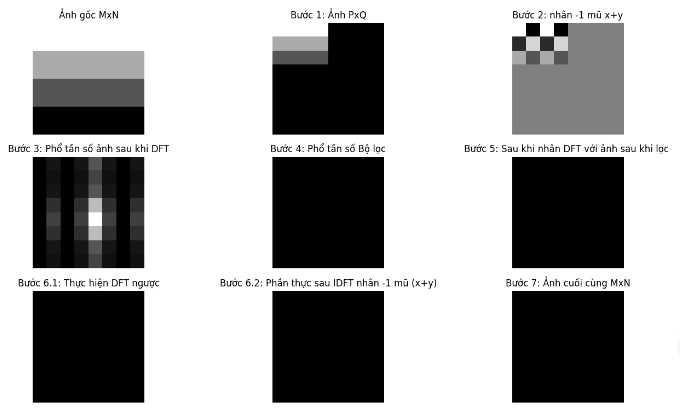 Ảnh gốc MxN
Bước 1: Ảnh PxQ
Bước 2: nhân -1 mũ x+y
Bước 3: Phổ tần số ảnh sau khi DFT
Bước 4: Phổ tần số Bộ lọc
Bước 5: Sau khi nhân DFT với ảnh sau khi lọc
Bước 6.1: Thực hiện DFT ngược
Bước 6.2: Phần thực sau IDFT nhân -1 mũ (x+y)
Bước 7: Ảnh cuối cùng MxN